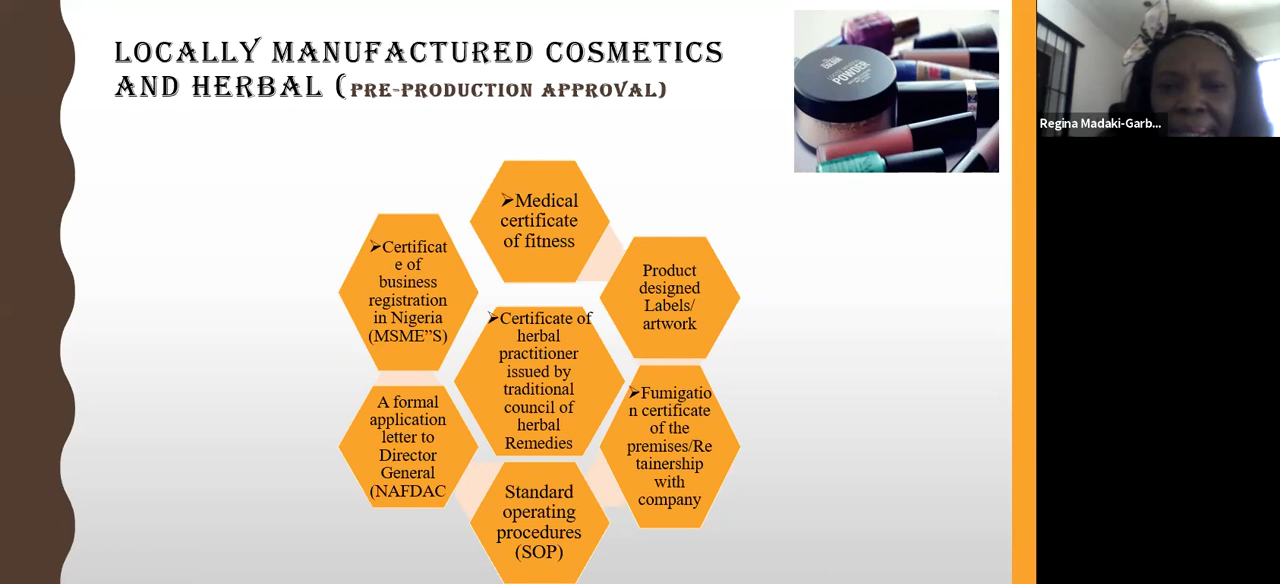 LOCALLY MANUFACTURED COSMETICS
AND HERBAL (PRE-PRODUCTION APPROVAL)
POWDER
Regina Madaki-Garb...
➤Medical
certificate
of fitness
➤Certificat
e of
business
registration
in Nigeria
(MSME”S)
Product
designed
Labels/
artwork
➤Certificate of
herbal
practitioner
issued by
traditional
council of
herbal
Remedies
A formal
application
letter to
Director
General
(NAFDAC
➤Fumigatio
n certificate
of the
premises/Re
tainership
with
company
Standard
operating
procedures
(SOP)